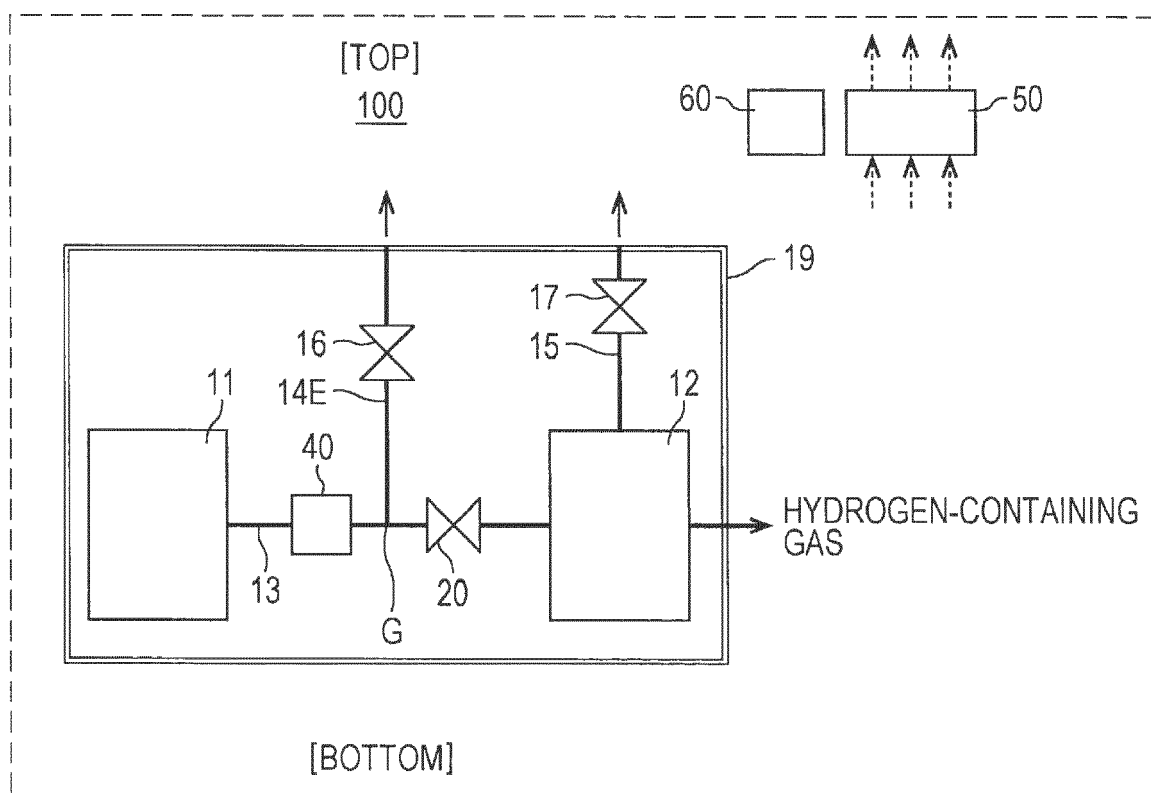 [TOP]
100
60
50
19
17
16
15
14E
11
12
40
HYDROGEN-CONTAINING
GAS
13
20
G
[BOTTOM]